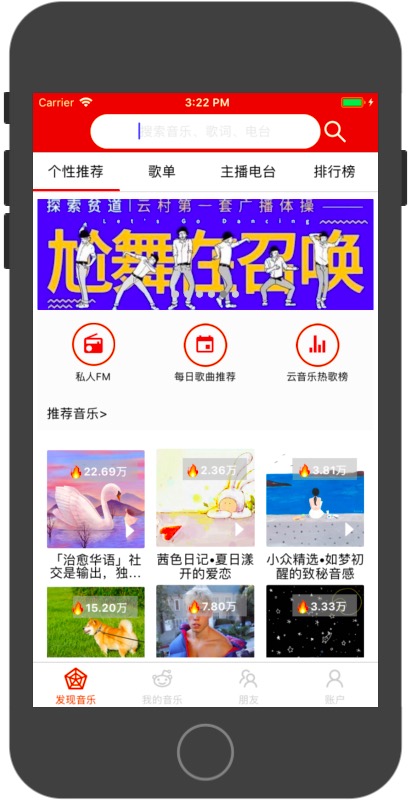 Carrier 3:22 PM
搜索音乐、歌词、电台
个性推荐 歌单 主播电台 排行榜
探索贫道|云村第一套广播体操
Let's Go Dancing
尬舞在召唤
私人FM 每日歌曲推荐 云音乐热歌榜
推荐音乐>
22.69万 2.36万 3.81万
「治愈华语」社交是输出，独... 茜色日记•夏日漾开的爱恋 小众精选•如梦初醒的致秘音感
15.20万 7.80万 3.33万
发现音乐 我的音乐 朋友 账户